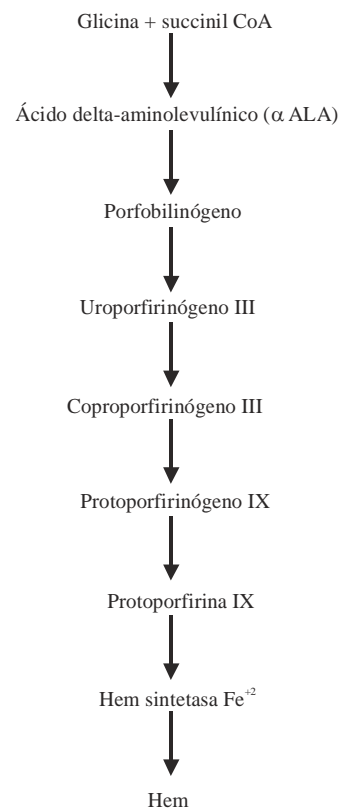 Glicina + succinil CoA
Ácido delta-aminolevulínico (α ALA)
Porfobilinógeno
Uroporfirinógeno III
Coproporfirinógeno III
Protoporfirinógeno IX
Protoporfirina IX
Hem sintetasa Fe⁺²
Hem